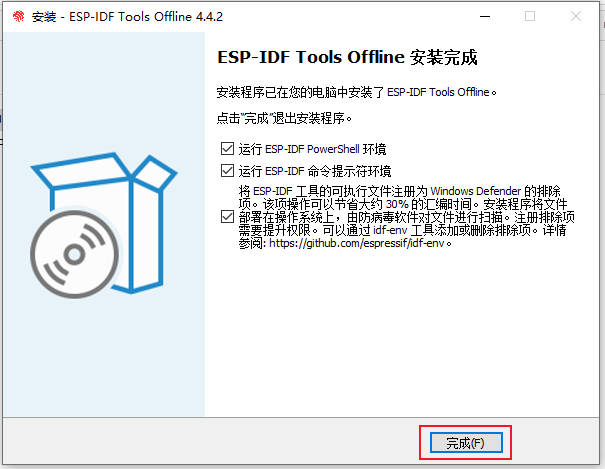 安装 - ESP-IDF Tools Offline 4.4.2
ESP-IDF Tools Offline 安装完成
安装程序已在您的电脑中安装了 ESP-IDF Tools Offline。
点击“完成”退出安装程序。
运行 ESP-IDF PowerShell 环境
运行 ESP-IDF 命令提示符环境
将 ESP-IDF 工具的可执行文件注册为 Windows Defender 的排除
项。该项操作可以节省大约 30% 的汇编时间。安装程序将文件
部署在操作系统上，由防病毒软件对文件进行扫描。注册排除项
需要提升权限。可以通过 idf-env 工具添加或删除排除项。详情
参阅: https://github.com/espressif/idf-env。
完成(F)